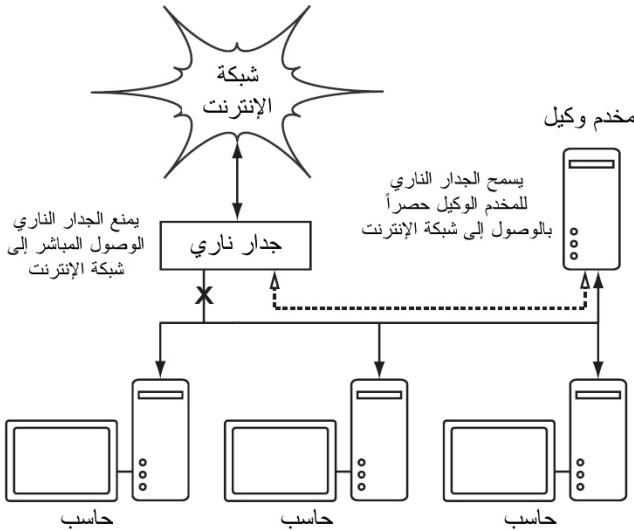 شبكة
الإنترنت
مخدم وكيل
يسمح الجدار الناري
للمخدم الوكيل حصراً
بالوصول إلى شبكة الإنترنت
يمنع الجدار الناري
الوصول المباشر إلى
شبكة الإنترنت
جدار ناري
X
حاسب
حاسب
حاسب